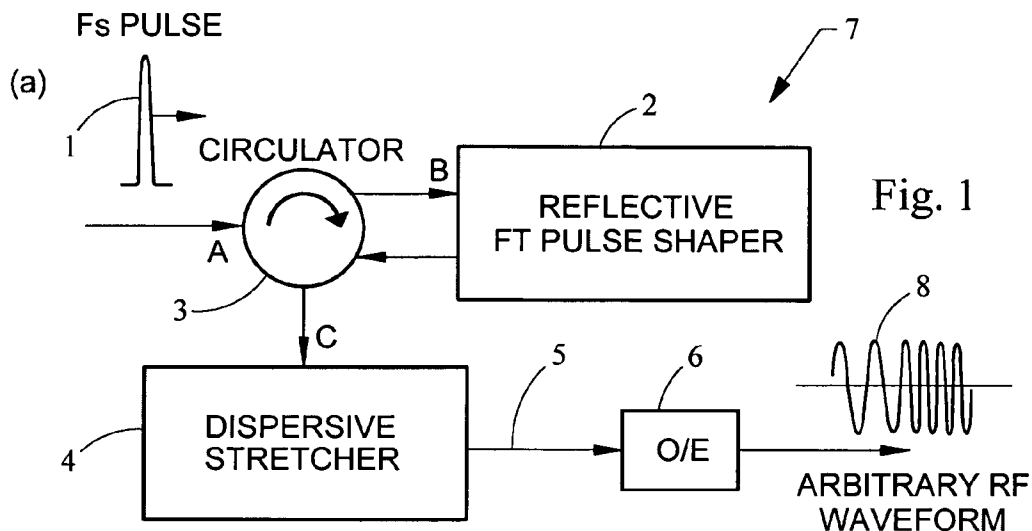 Fs PULSE
(a)
1
7
2
CIRCULATOR
B
REFLECTIVE
FT PULSE SHAPER
Fig. 1
A
3
C
8
5
6
4
DISPERSIVE
STRETCHER
O/E
ARBITRARY RF
WAVEFORM